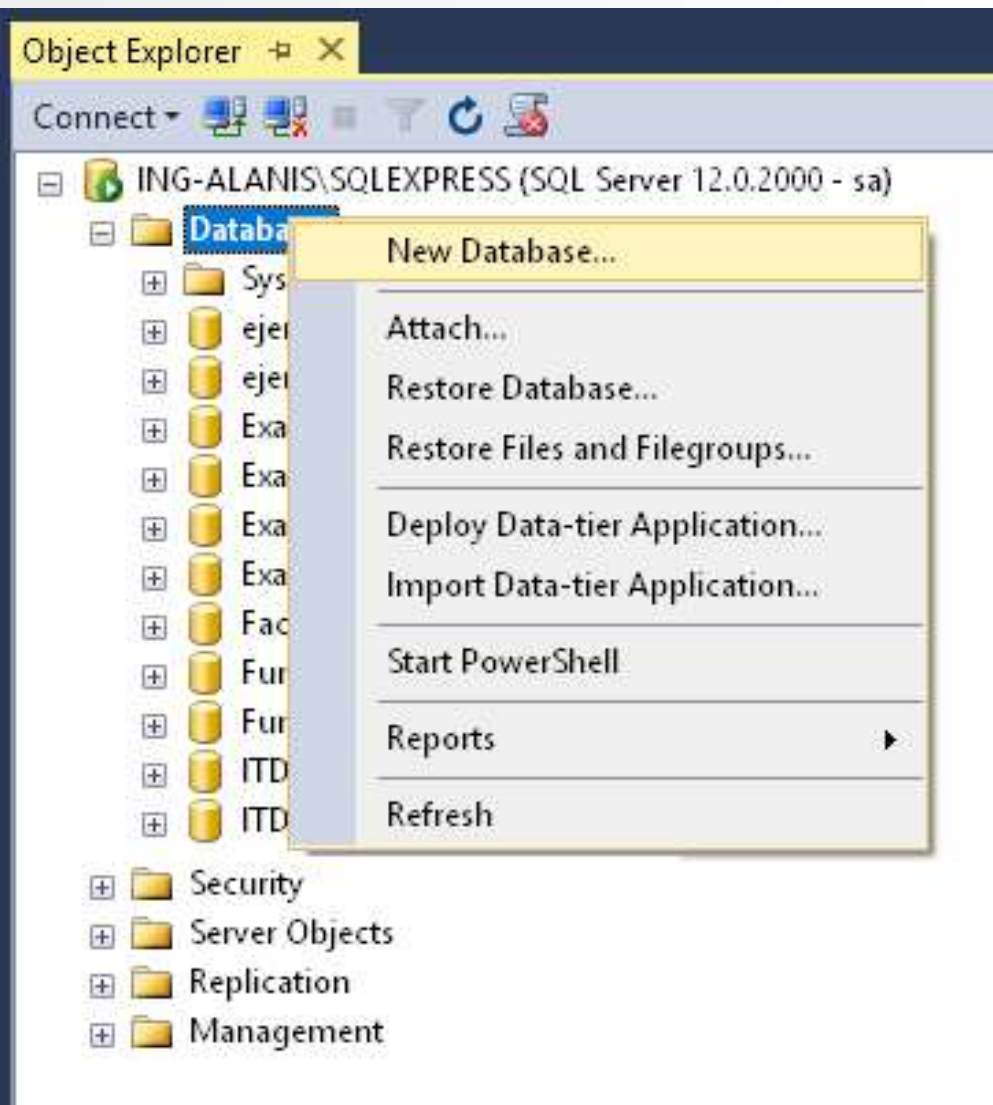 Object Explorer
Connect
ING-ALANIS\SQLEXPRESS (SQL Server 12.0.2000 - sa)
New Database...
Attach...
Restore Database...
Restore Files and Filegroups...
Deploy Data-tier Application...
Import Data-tier Application...
Start PowerShell
Reports
Refresh
ITD
ITD
Security
Server Objects
Replication
Management